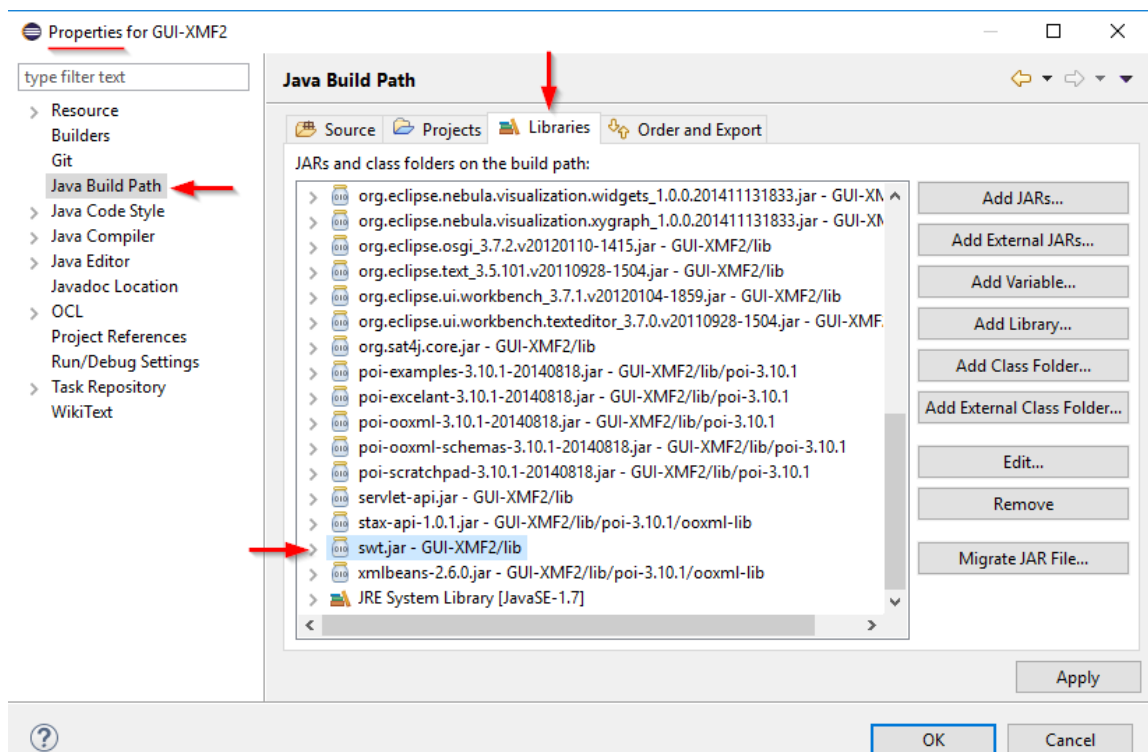 Properties for GUI-XMF2
type filter text
Resource
Builders
Git
Java Build Path
Java Code Style
Java Compiler
Java Editor
Javadoc Location
OCL
Project References
Run/Debug Settings
Task Repository
WikiText
Java Build Path
Source Projects Libraries Order and Export
JARs and class folders on the build path:
org.eclipse.nebula.visualization.widgets_1.0.0.201411131833.jar - GUI-XM
org.eclipse.nebula.visualization.xygraph_1.0.0.201411131833.jar - GUI-XM
org.eclipse.osgi_3.7.2.v20120110-1415.jar - GUI-XMF2/lib
org.eclipse.text_3.5.101.v20110928-1504.jar - GUI-XMF2/lib
org.eclipse.ui.workbench_3.7.1.v20120104-1859.jar - GUI-XMF2/lib
org.eclipse.ui.workbench.texteditor_3.7.0.v20110928-1504.jar - GUI-XMF
org.sat4j.core.jar - GUI-XMF2/lib
poi-examples-3.10.1-20140818.jar - GUI-XMF2/lib/poi-3.10.1
poi-excelant-3.10.1-20140818.jar - GUI-XMF2/lib/poi-3.10.1
poi-ooxml-3.10.1-20140818.jar - GUI-XMF2/lib/poi-3.10.1
poi-ooxml-schemas-3.10.1-20140818.jar - GUI-XMF2/lib/poi-3.10.1
poi-scratchpad-3.10.1-20140818.jar - GUI-XMF2/lib/poi-3.10.1
servlet-api.jar - GUI-XMF2/lib
stax-api-1.0.1.jar - GUI-XMF2/lib/poi-3.10.1/ooxml-lib
swt.jar - GUI-XMF2/lib
xmlbeans-2.6.0.jar - GUI-XMF2/lib/poi-3.10.1/ooxml-lib
JRE System Library [JavaSE-1.7]
Add JARs...
Add External JARs...
Add Variable...
Add Library...
Add Class Folder...
Add External Class Folder...
Edit...
Remove
Migrate JAR File...
Apply
OK Cancel